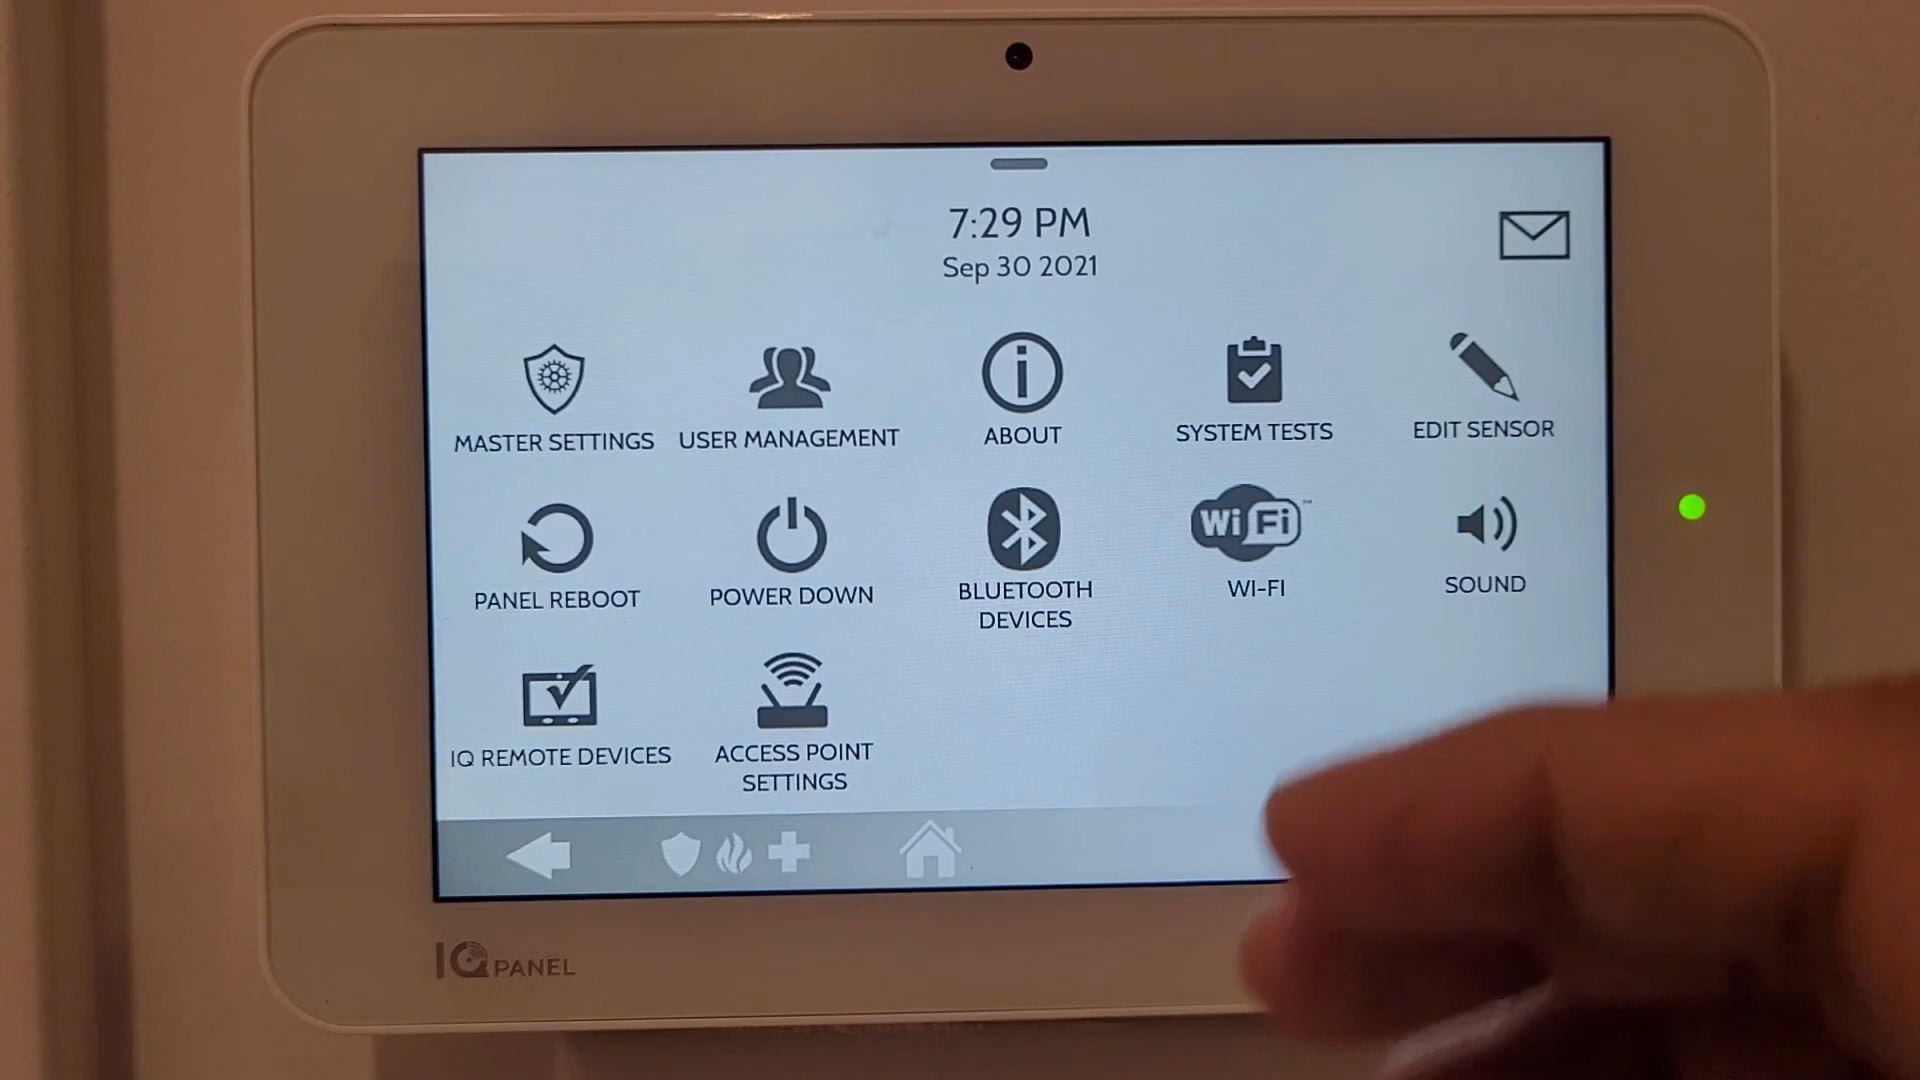 7:29 PM
Sep 30 2021
MASTER SETTINGS
USER MANAGEMENT
ABOUT
SYSTEM TESTS
EDIT SENSOR
WiFi™
PANEL REBOOT
POWER DOWN
BLUETOOTH
DEVICES
WI-FI
SOUND
IQ REMOTE DEVICES
ACCESS POINT
SETTINGS
IQ PANEL